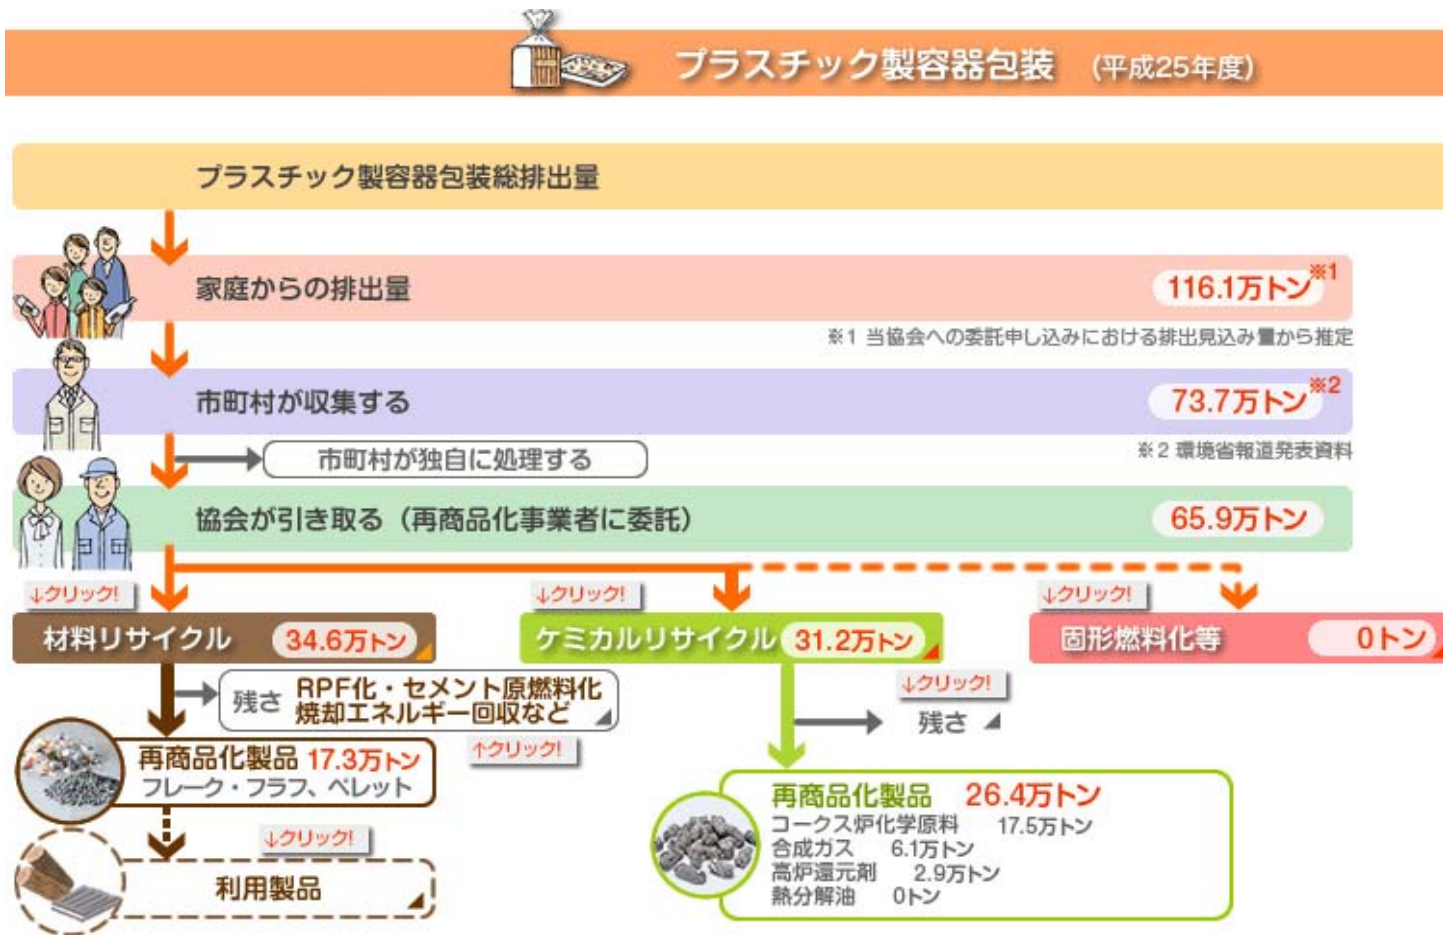 プラスチック製容器包装 (平成25年度)
プラスチック製容器包装総排出量
家庭からの排出量 116.1万トン※1
※1 当協会への委託申し込みにおける排出見込み量から推定
市町村が収集する 73.7万トン※2
※2 環境省報道発表資料
市町村が独自に処理する
協会が引き取る（再商品化事業者に委託） 65.9万トン
↓クリック!
↓クリック!
↓クリック!
材料リサイクル 34.6万トン
ケミカルリサイクル 31.2万トン
固形燃料化等 0トン
残さ RPF化・セメント原燃料化
焼却エネルギー回収など
↑クリック!
↓クリック!
残さ
再商品化製品 17.3万トン
フレーク・フラフ、ペレット
↓クリック!
利用製品
再商品化製品 26.4万トン
コークス炉化学原料 17.5万トン
合成ガス 6.1万トン
高炉還元剤 2.9万トン
熱分解油 0トン